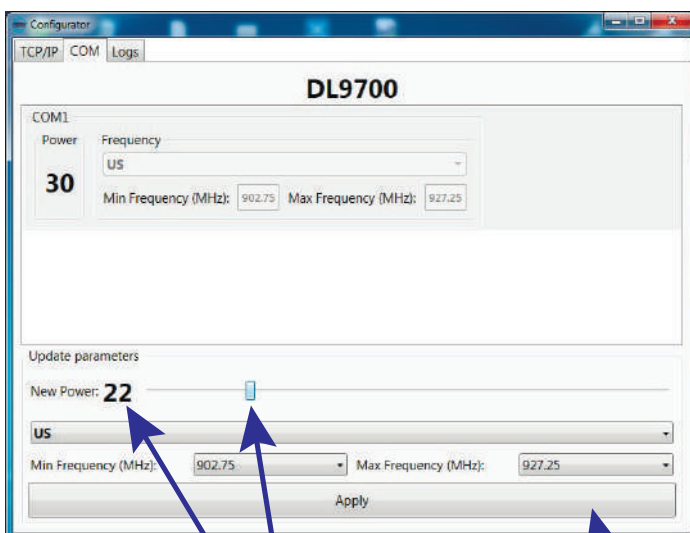 Configurator
TCP/IP COM Logs
DL9700
COM1
Power Frequency
US
30
Min Frequency (MHz): 902.75 Max Frequency (MHz): 927.25
Update parameters
New Power: 22
US
Min Frequency (MHz): 902.75 Max Frequency (MHz): 927.25
Apply